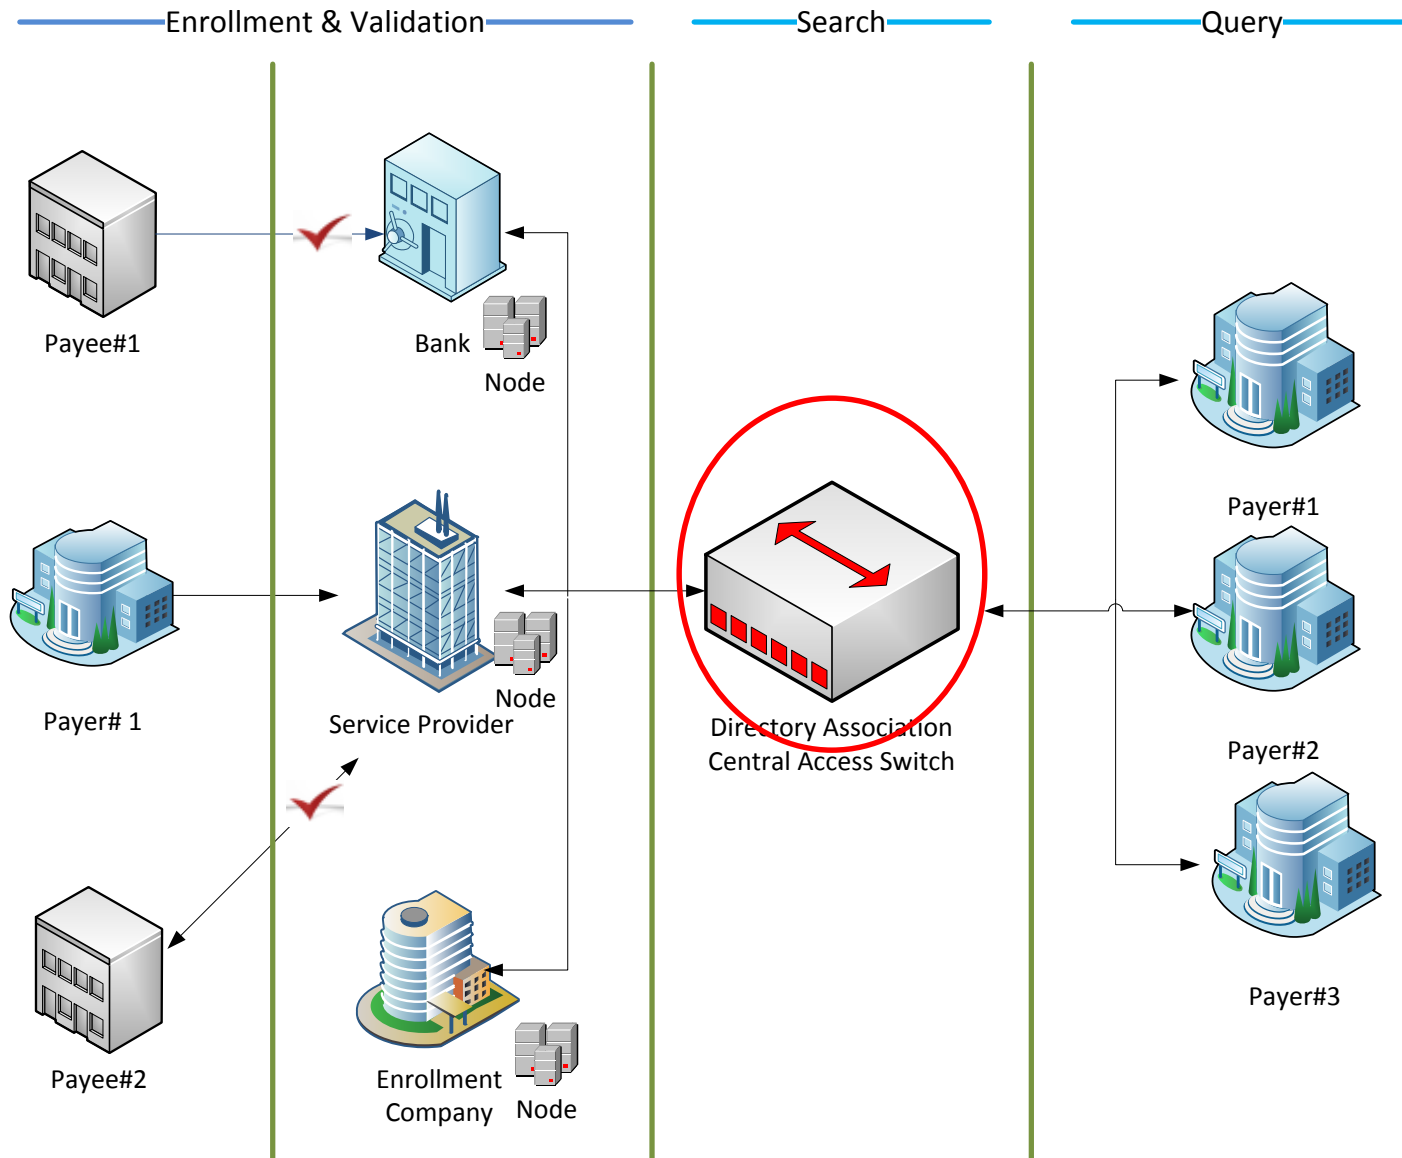 Enrollment & Validation
Search
Query
Payee#1
Bank
Node
Payer#1
Payer# 1
Service Provider
Node
Directory Association
Central Access Switch
Payer#2
Payee#2
Enrollment
Company
Node
Payer#3